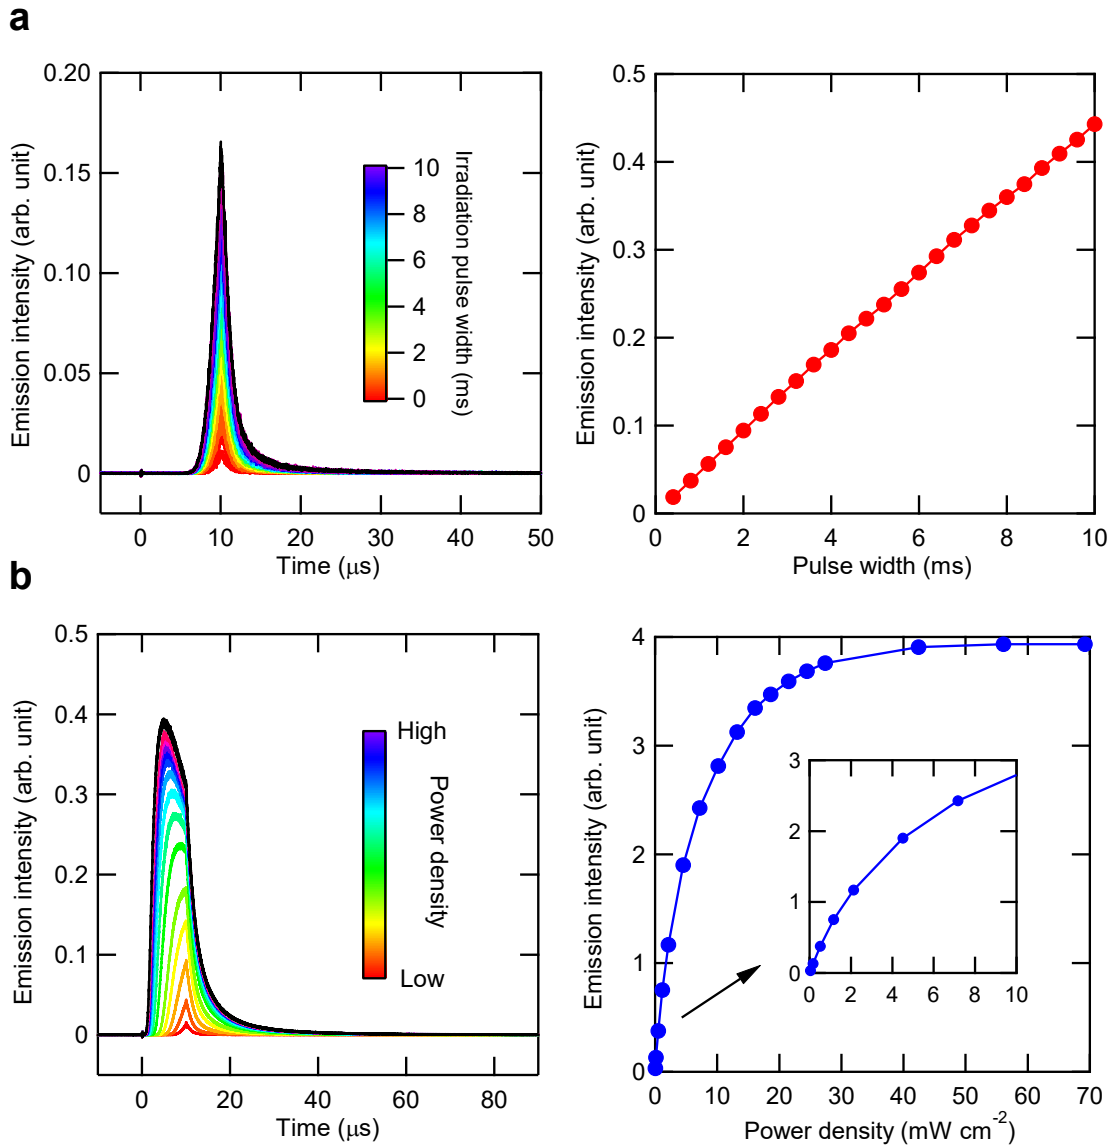 a
0.20
0.15
0.10
0.05
0
Emission intensity (arb. unit)
0 10 20 30 40 50
Time (μs)
10
8
6
4
2
0
Irradiation pulse width (ms)
0.5
0.4
0.3
0.2
0.1
0
Emission intensity (arb. unit)
0 2 4 6 8 10
Pulse width (ms)
b
0.5
0.4
0.3
0.2
0.1
0
Emission intensity (arb. unit)
0 20 40 60 80
Time (μs)
High
Low
Power density
4
3
2
1
0
Emission intensity (arb. unit)
0 10 20 30 40 50 60 70
Power density (mW cm⁻²)
3
2
1
0
0 2 4 6 8 10